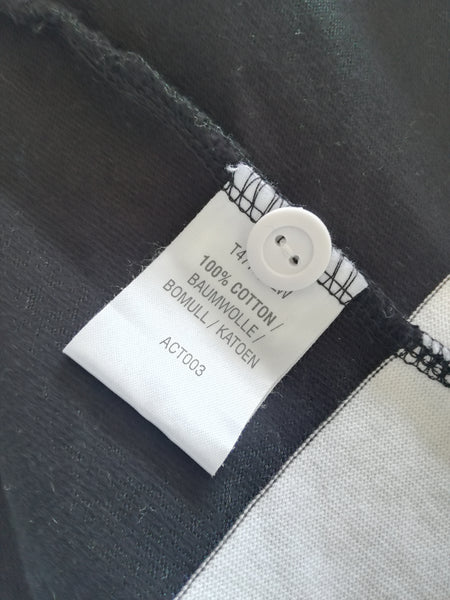 100% COTTON/
BAUMWOLLE/
BOMULL/KATOEN
ACT003